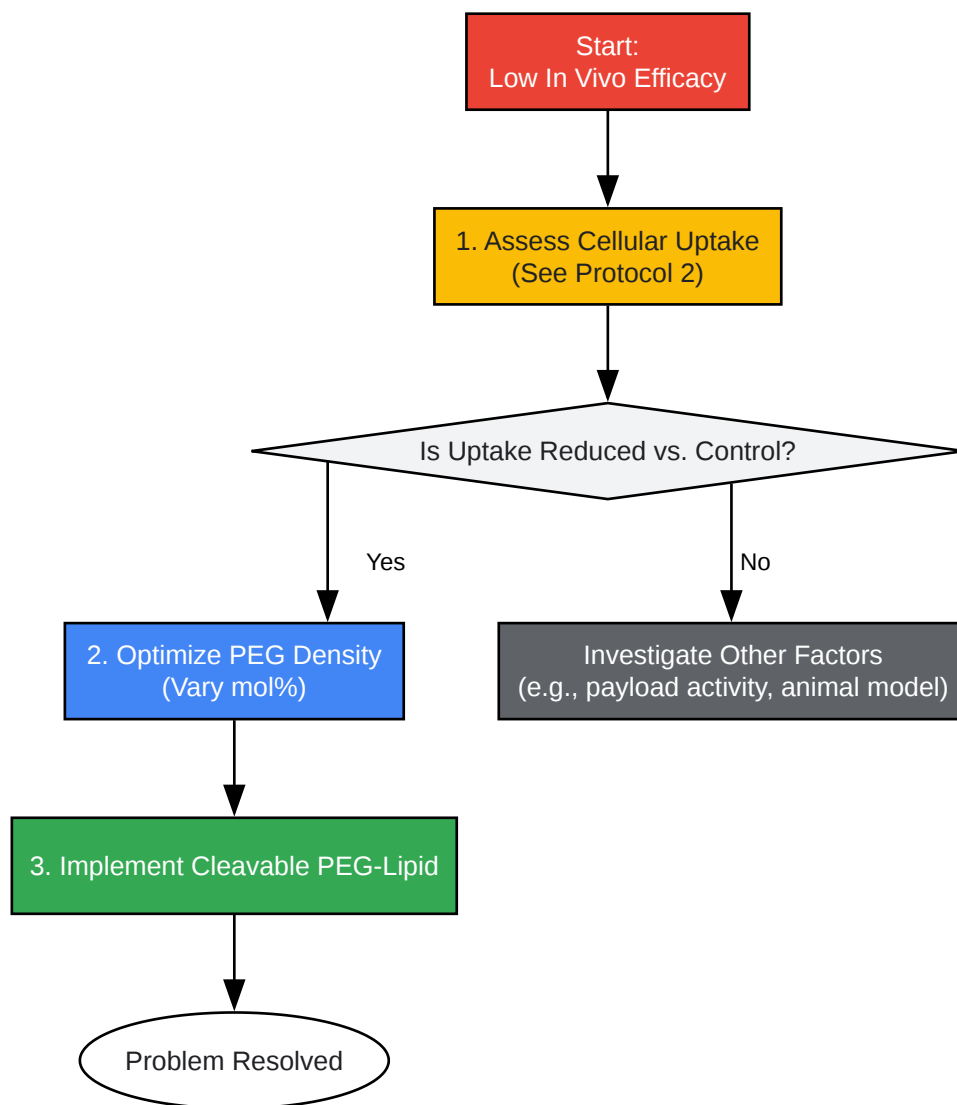 Start:
Low In Vivo Efficacy
1. Assess Cellular Uptake
(See Protocol 2)
Is Uptake Reduced vs. Control?
Yes
No
2. Optimize PEG Density
(Vary mol%)
Investigate Other Factors
(e.g., payload activity, animal model)
3. Implement Cleavable PEG-Lipid
Problem Resolved